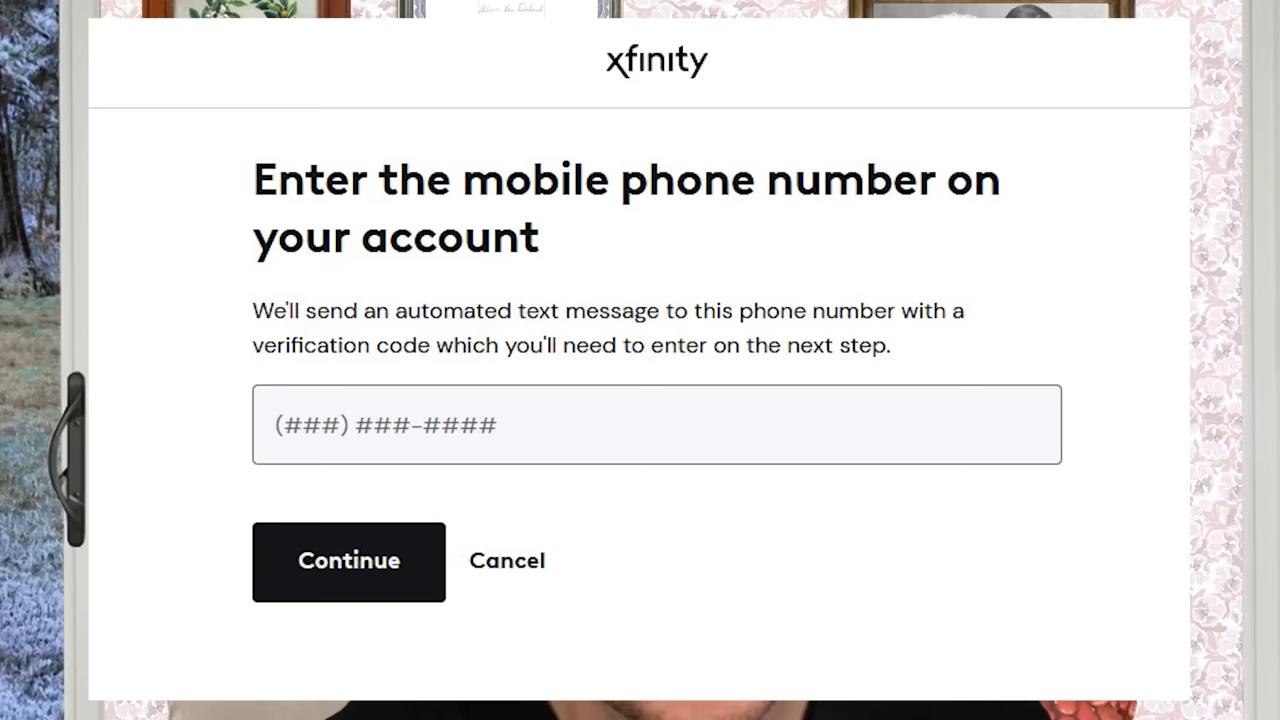 xfinity
Enter the mobile phone number on
your account
We'll send an automated text message to this phone number with a
verification code which you'll need to enter on the next step.
(###) ###-####
Continue
Cancel